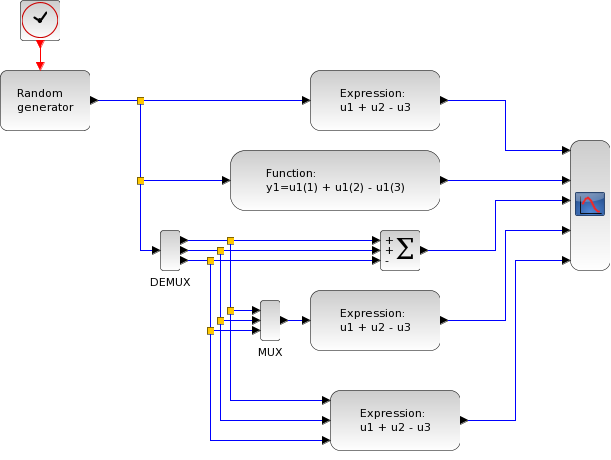 Random
generator
Expression:
u1 + u2 - u3
Function:
y1=u1(1) + u1(2) - u1(3)
+
+
-
Σ
DEMUX
Expression:
u1 + u2 - u3
MUX
Expression:
u1 + u2 - u3